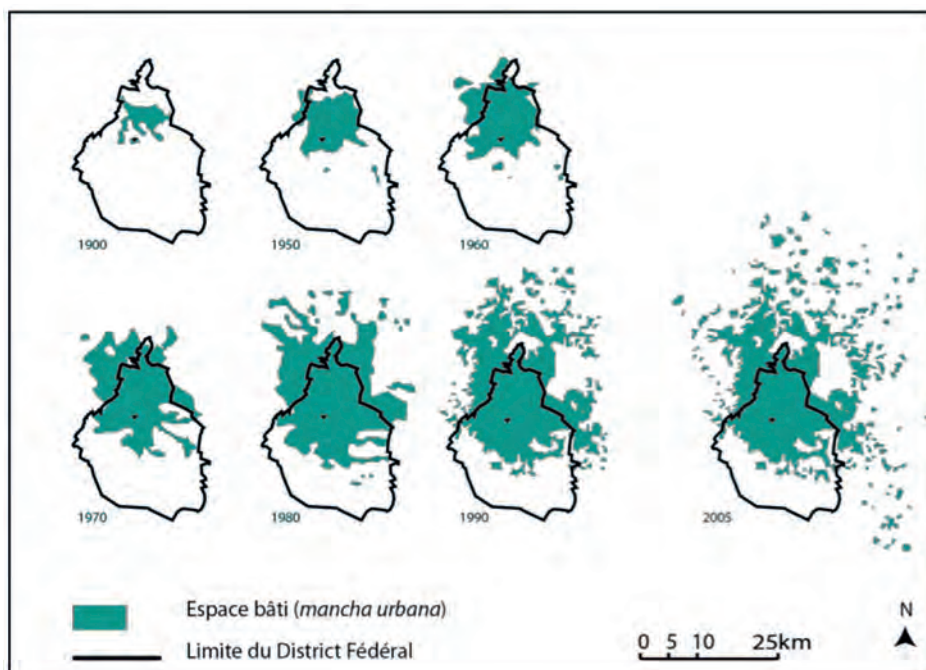 1900
1950
1960
1970
1980
1990
2005
Espace bâti (mancha urbana)
Limite du District Fédéral
0 5 10 25km
N